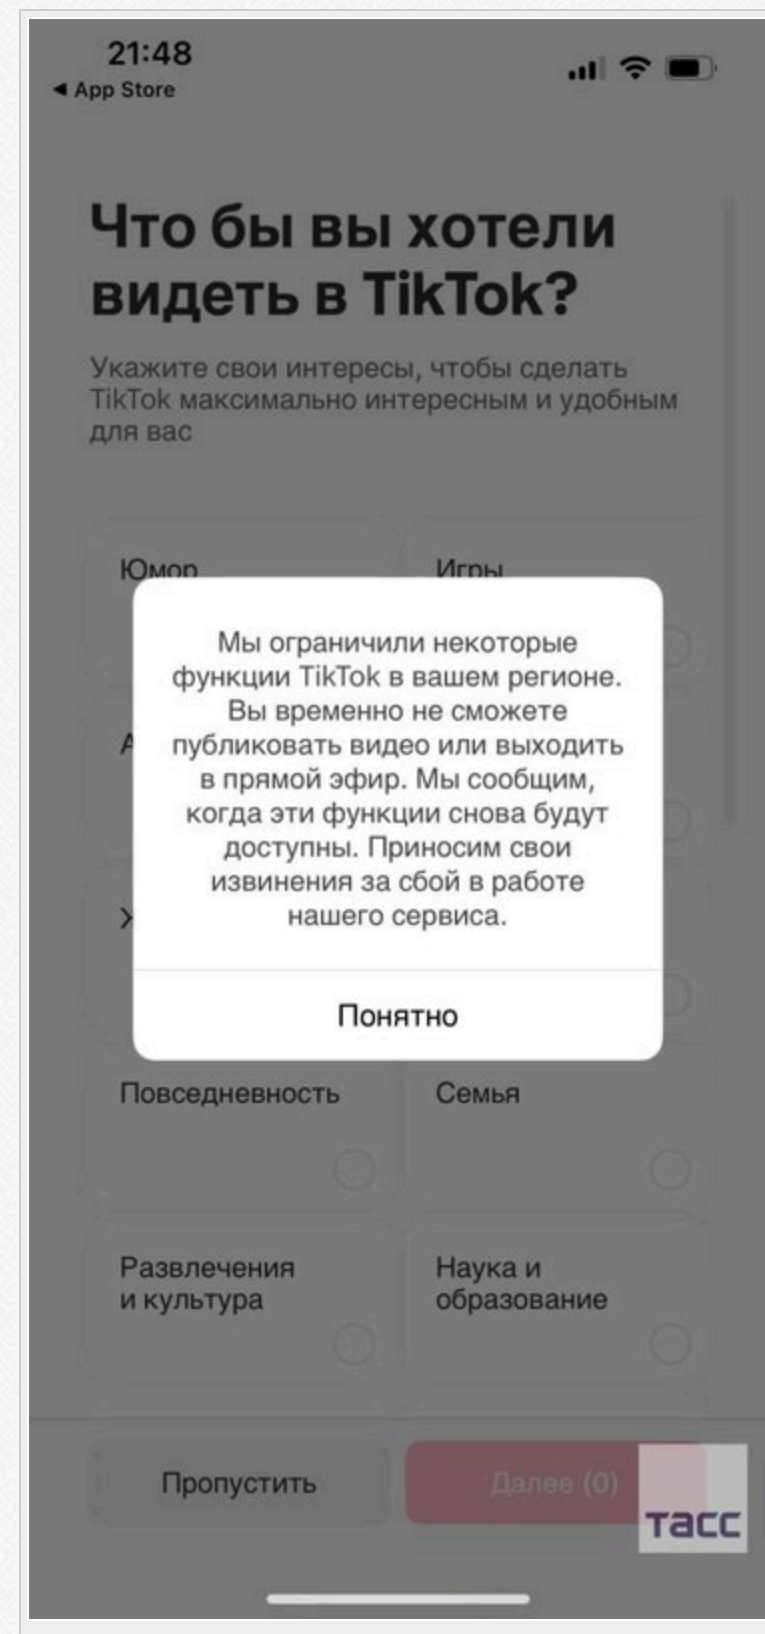 21:48
◀ App Store
Что бы вы хотели
видеть в TikTok?
Укажите свои интересы, чтобы сделать
TikTok максимально интересным и удобным
для вас
Юмор
Игры
Мы ограничили некоторые
функции TikTok в вашем регионе.
Вы временно не сможете
публиковать видео или выходить
в прямой эфир. Мы сообщим,
когда эти функции снова будут
доступны. Приносим свои
извинения за сбой в работе
нашего сервиса.
Понятно
Повседневность
Семья
Развлечения
и культура
Наука и
образование
Пропустить
Далее (0)
тасс